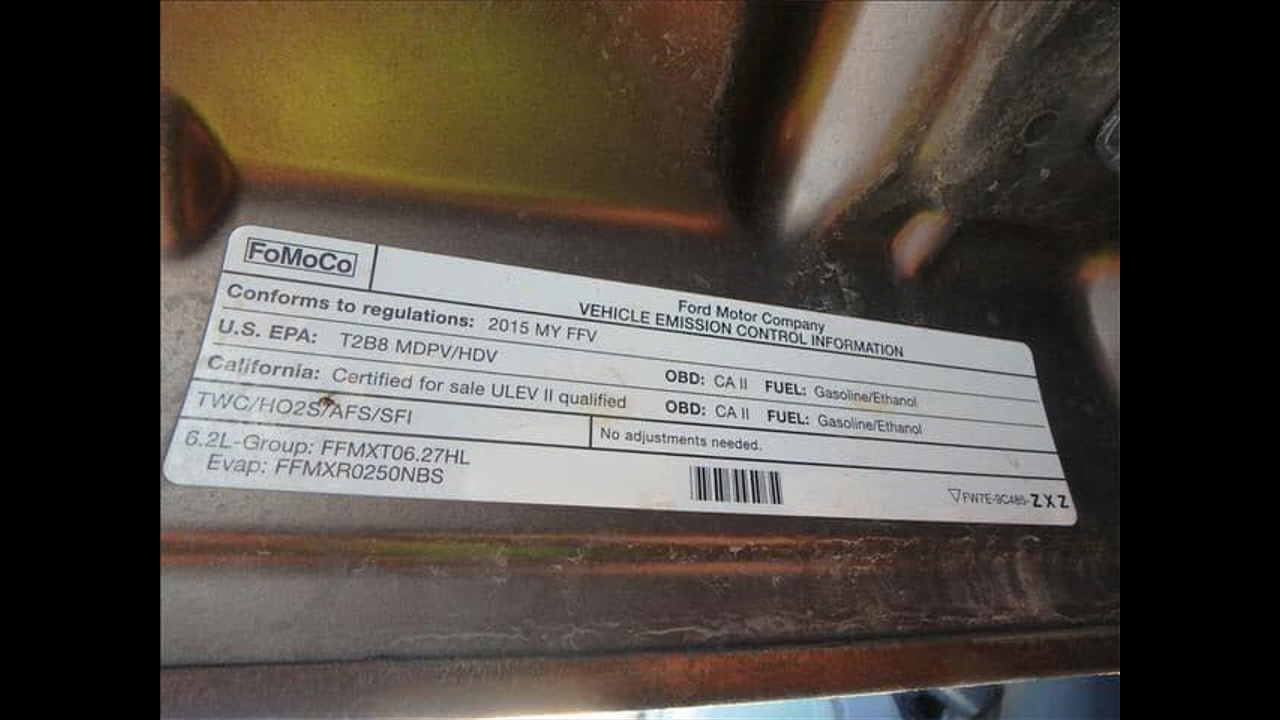 FoMoCo
Ford Motor Company
VEHICLE EMISSION CONTROL INFORMATION
Conforms to regulations: 2015 MY FFV
U.S. EPA: T2B8 MDPV/HDV OBD: CA II FUEL: Gasoline/Ethanol
California: Certified for sale ULEV II qualified OBD: CA II FUEL: Gasoline/Ethanol
TWC/HO2S/AFS/SFI No adjustments needed.
6.2L-Group: FFMXT06.27HL
Evap: FFMXR0250NBS
FW7E-9C485-ZXZ